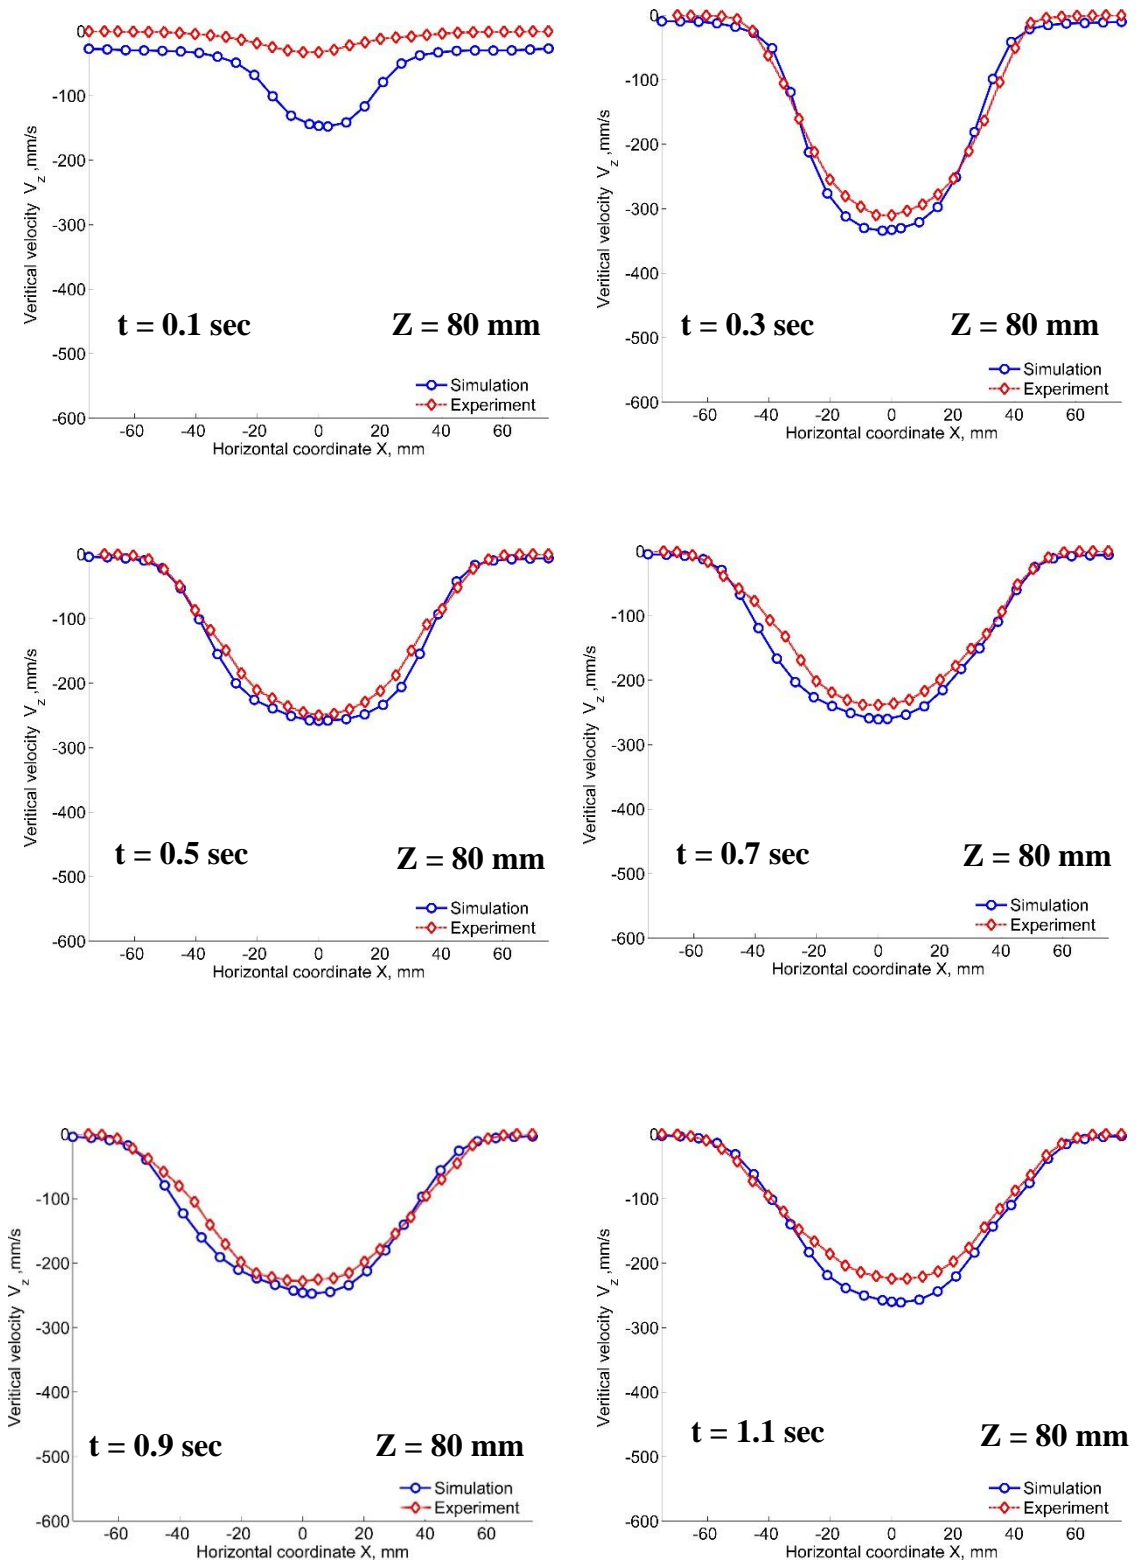 0
-100
-200
-300
-400
-500
-600
Veritical velocity V_z ,mm/s
t = 0.1 sec Z = 80 mm
Simulation
Experiment
-60 -40 -20 0 20 40 60
Horizontal coordinate X, mm
0
-100
-200
-300
-400
-500
-600
Veritical velocity V_z ,mm/s
t = 0.3 sec Z = 80 mm
Simulation
Experiment
-60 -40 -20 0 20 40 60
Horizontal coordinate X, mm
0
-100
-200
-300
-400
-500
-600
Veritical velocity V_z ,mm/s
t = 0.5 sec Z = 80 mm
Simulation
Experiment
-60 -40 -20 0 20 40 60
Horizontal coordinate X, mm
0
-100
-200
-300
-400
-500
-600
Veritical velocity V_z ,mm/s
t = 0.7 sec Z = 80 mm
Simulation
Experiment
-60 -40 -20 0 20 40 60
Horizontal coordinate X, mm
0
-100
-200
-300
-400
-500
-600
Veritical velocity V_z ,mm/s
t = 0.9 sec Z = 80 mm
Simulation
Experiment
-60 -40 -20 0 20 40 60
Horizontal coordinate X, mm
0
-100
-200
-300
-400
-500
-600
Veritical velocity V_z ,mm/s
t = 1.1 sec Z = 80 mm
Simulation
Experiment
-60 -40 -20 0 20 40 60
Horizontal coordinate X, mm